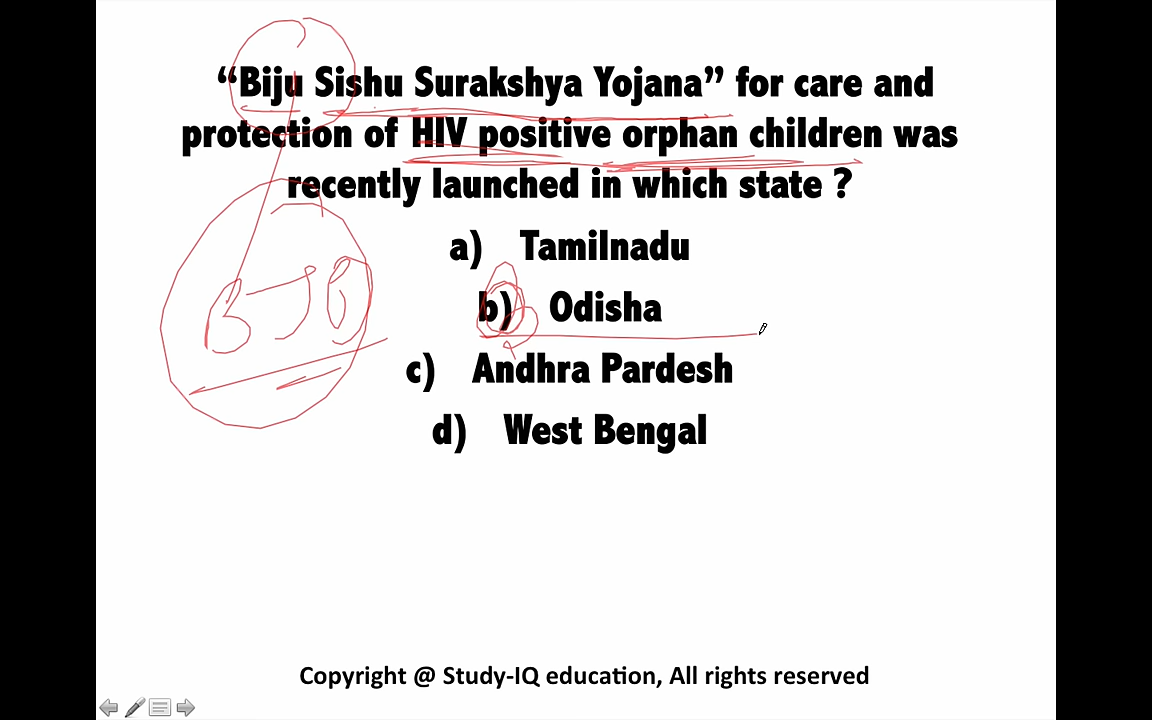 “Biju Sishu Surakshya Yojana” for care and
protection of HIV positive orphan children was
recently launched in which state ?
a) Tamilnadu
b) Odisha
BJD
c) Andhra Pardesh
d) West Bengal
Copyright @ Study-IQ education, All rights reserved